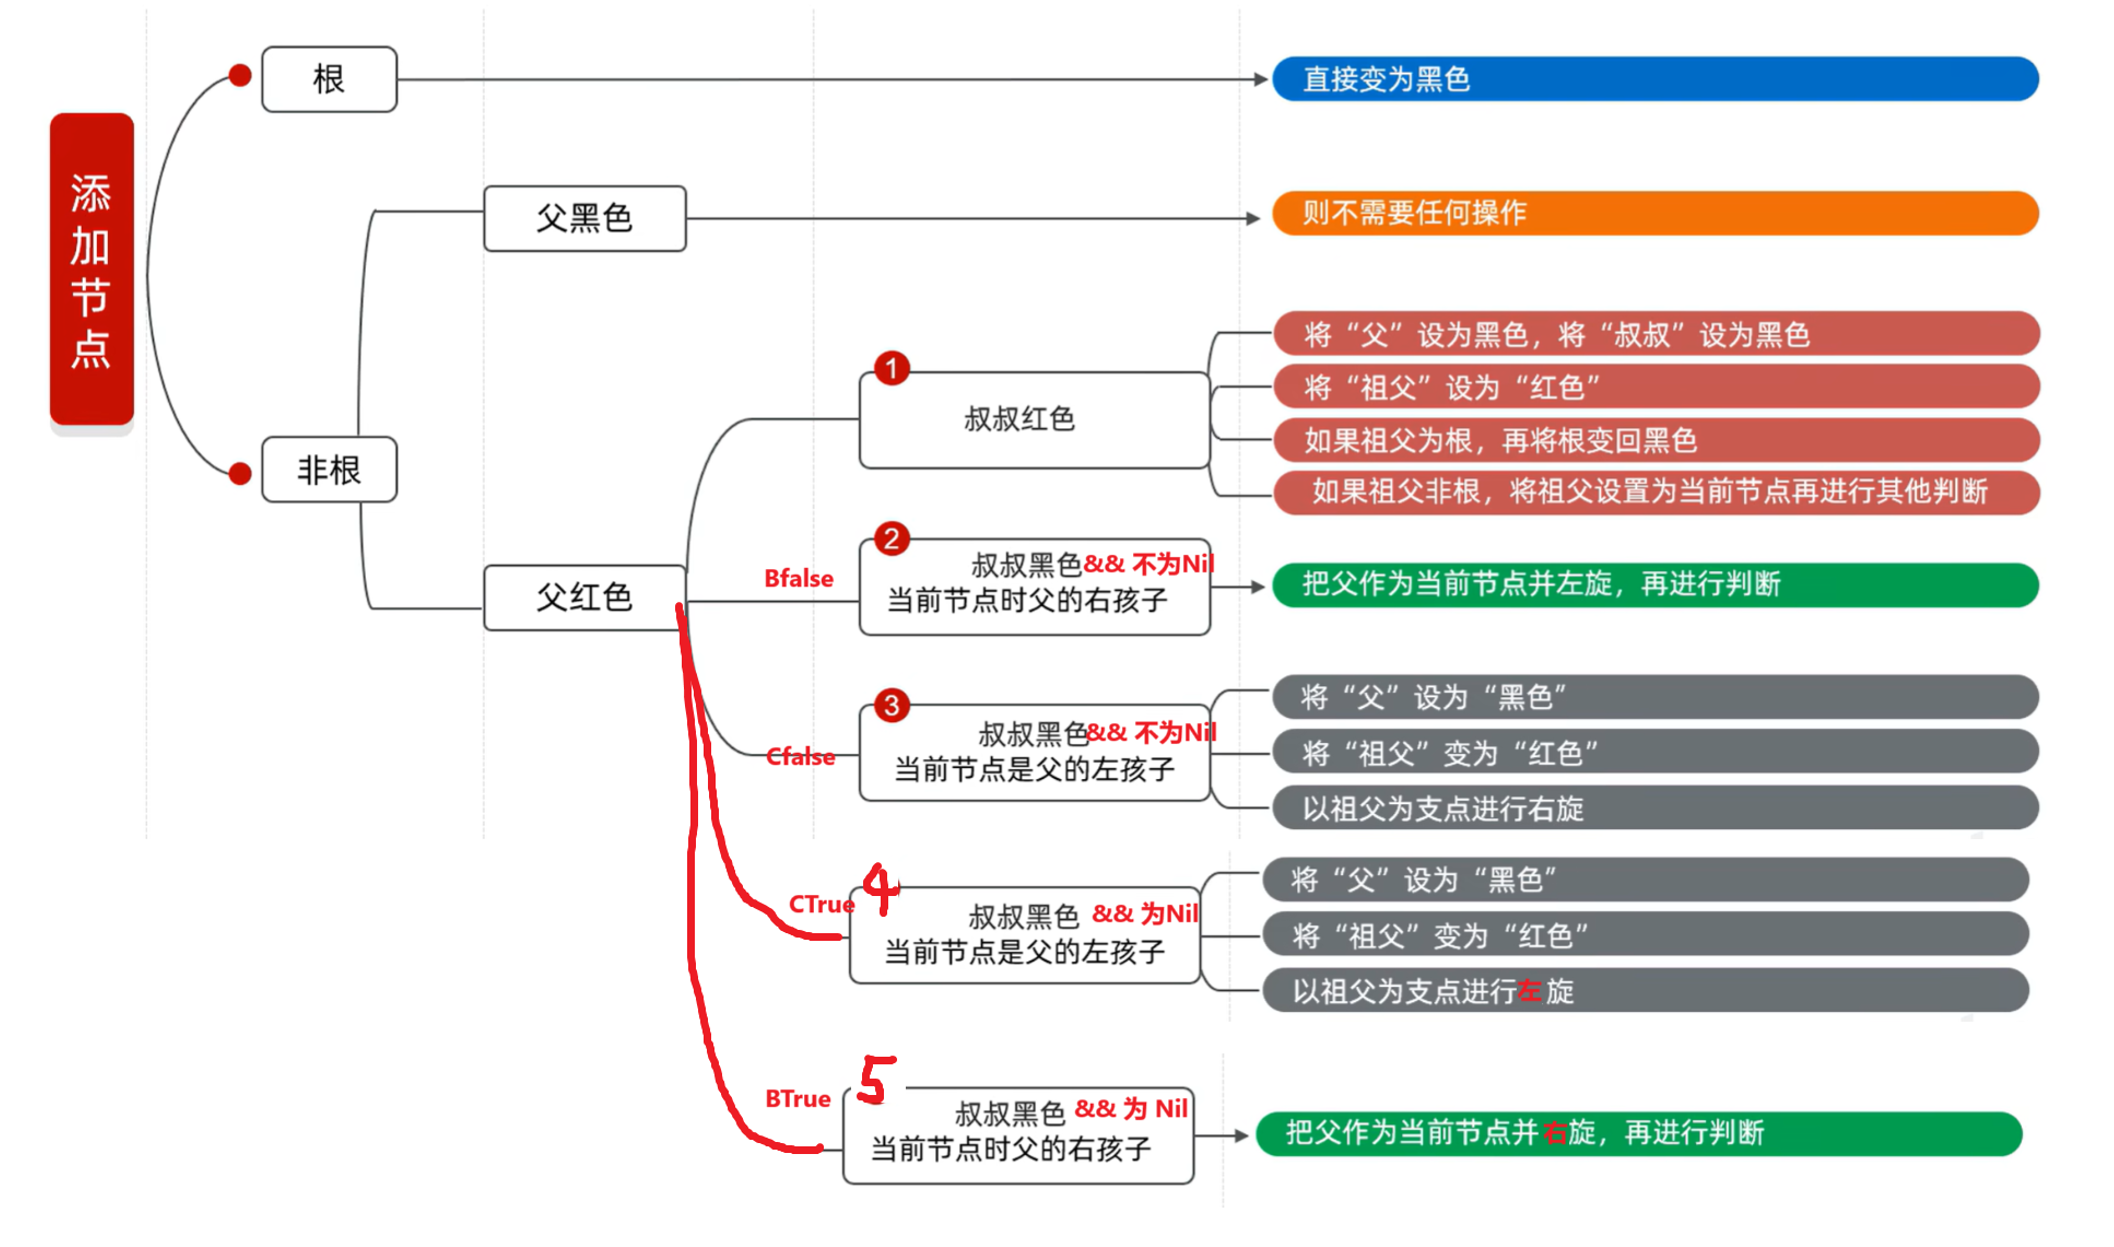 添加节点
根
直接变为黑色
父黑色
则不需要任何操作
非根
父红色
1
叔叔红色
将“父”设为黑色，将“叔叔”设为黑色
将“祖父”设为“红色”
如果祖父为根，再将根变回黑色
如果祖父非根，将祖父设置为当前节点再进行其他判断
Bfalse
2
叔叔黑色&& 不为Nil
当前节点时父的右孩子
把父作为当前节点并左旋，再进行判断
Cfalse
3
叔叔黑色&& 不为Nil
当前节点是父的左孩子
将“父”设为“黑色”
将“祖父”变为“红色”
以祖父为支点进行右旋
CTrue
4
叔叔黑色 && 为Nil
当前节点是父的左孩子
将“父”设为“黑色”
将“祖父”变为“红色”
以祖父为支点进行左旋
BTrue
5
叔叔黑色 && 为 Nil
当前节点时父的右孩子
把父作为当前节点并右旋，再进行判断